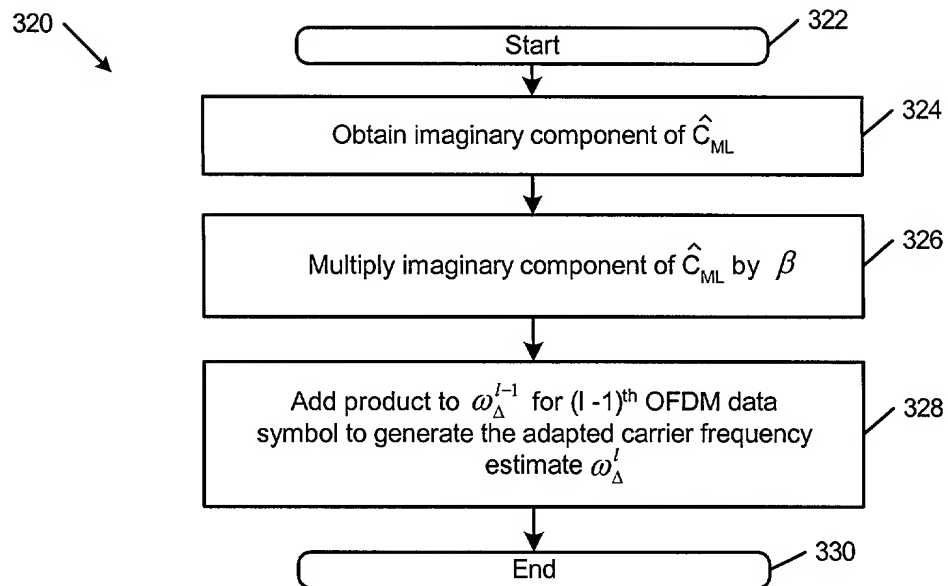 320
Start
322
Obtain imaginary component of Ĉ_ML
324
Multiply imaginary component of Ĉ_ML by β
326
Add product to ω_Δ^{l-1} for (l -1)^th OFDM data
symbol to generate the adapted carrier frequency
estimate ω_Δ^l
328
End
330